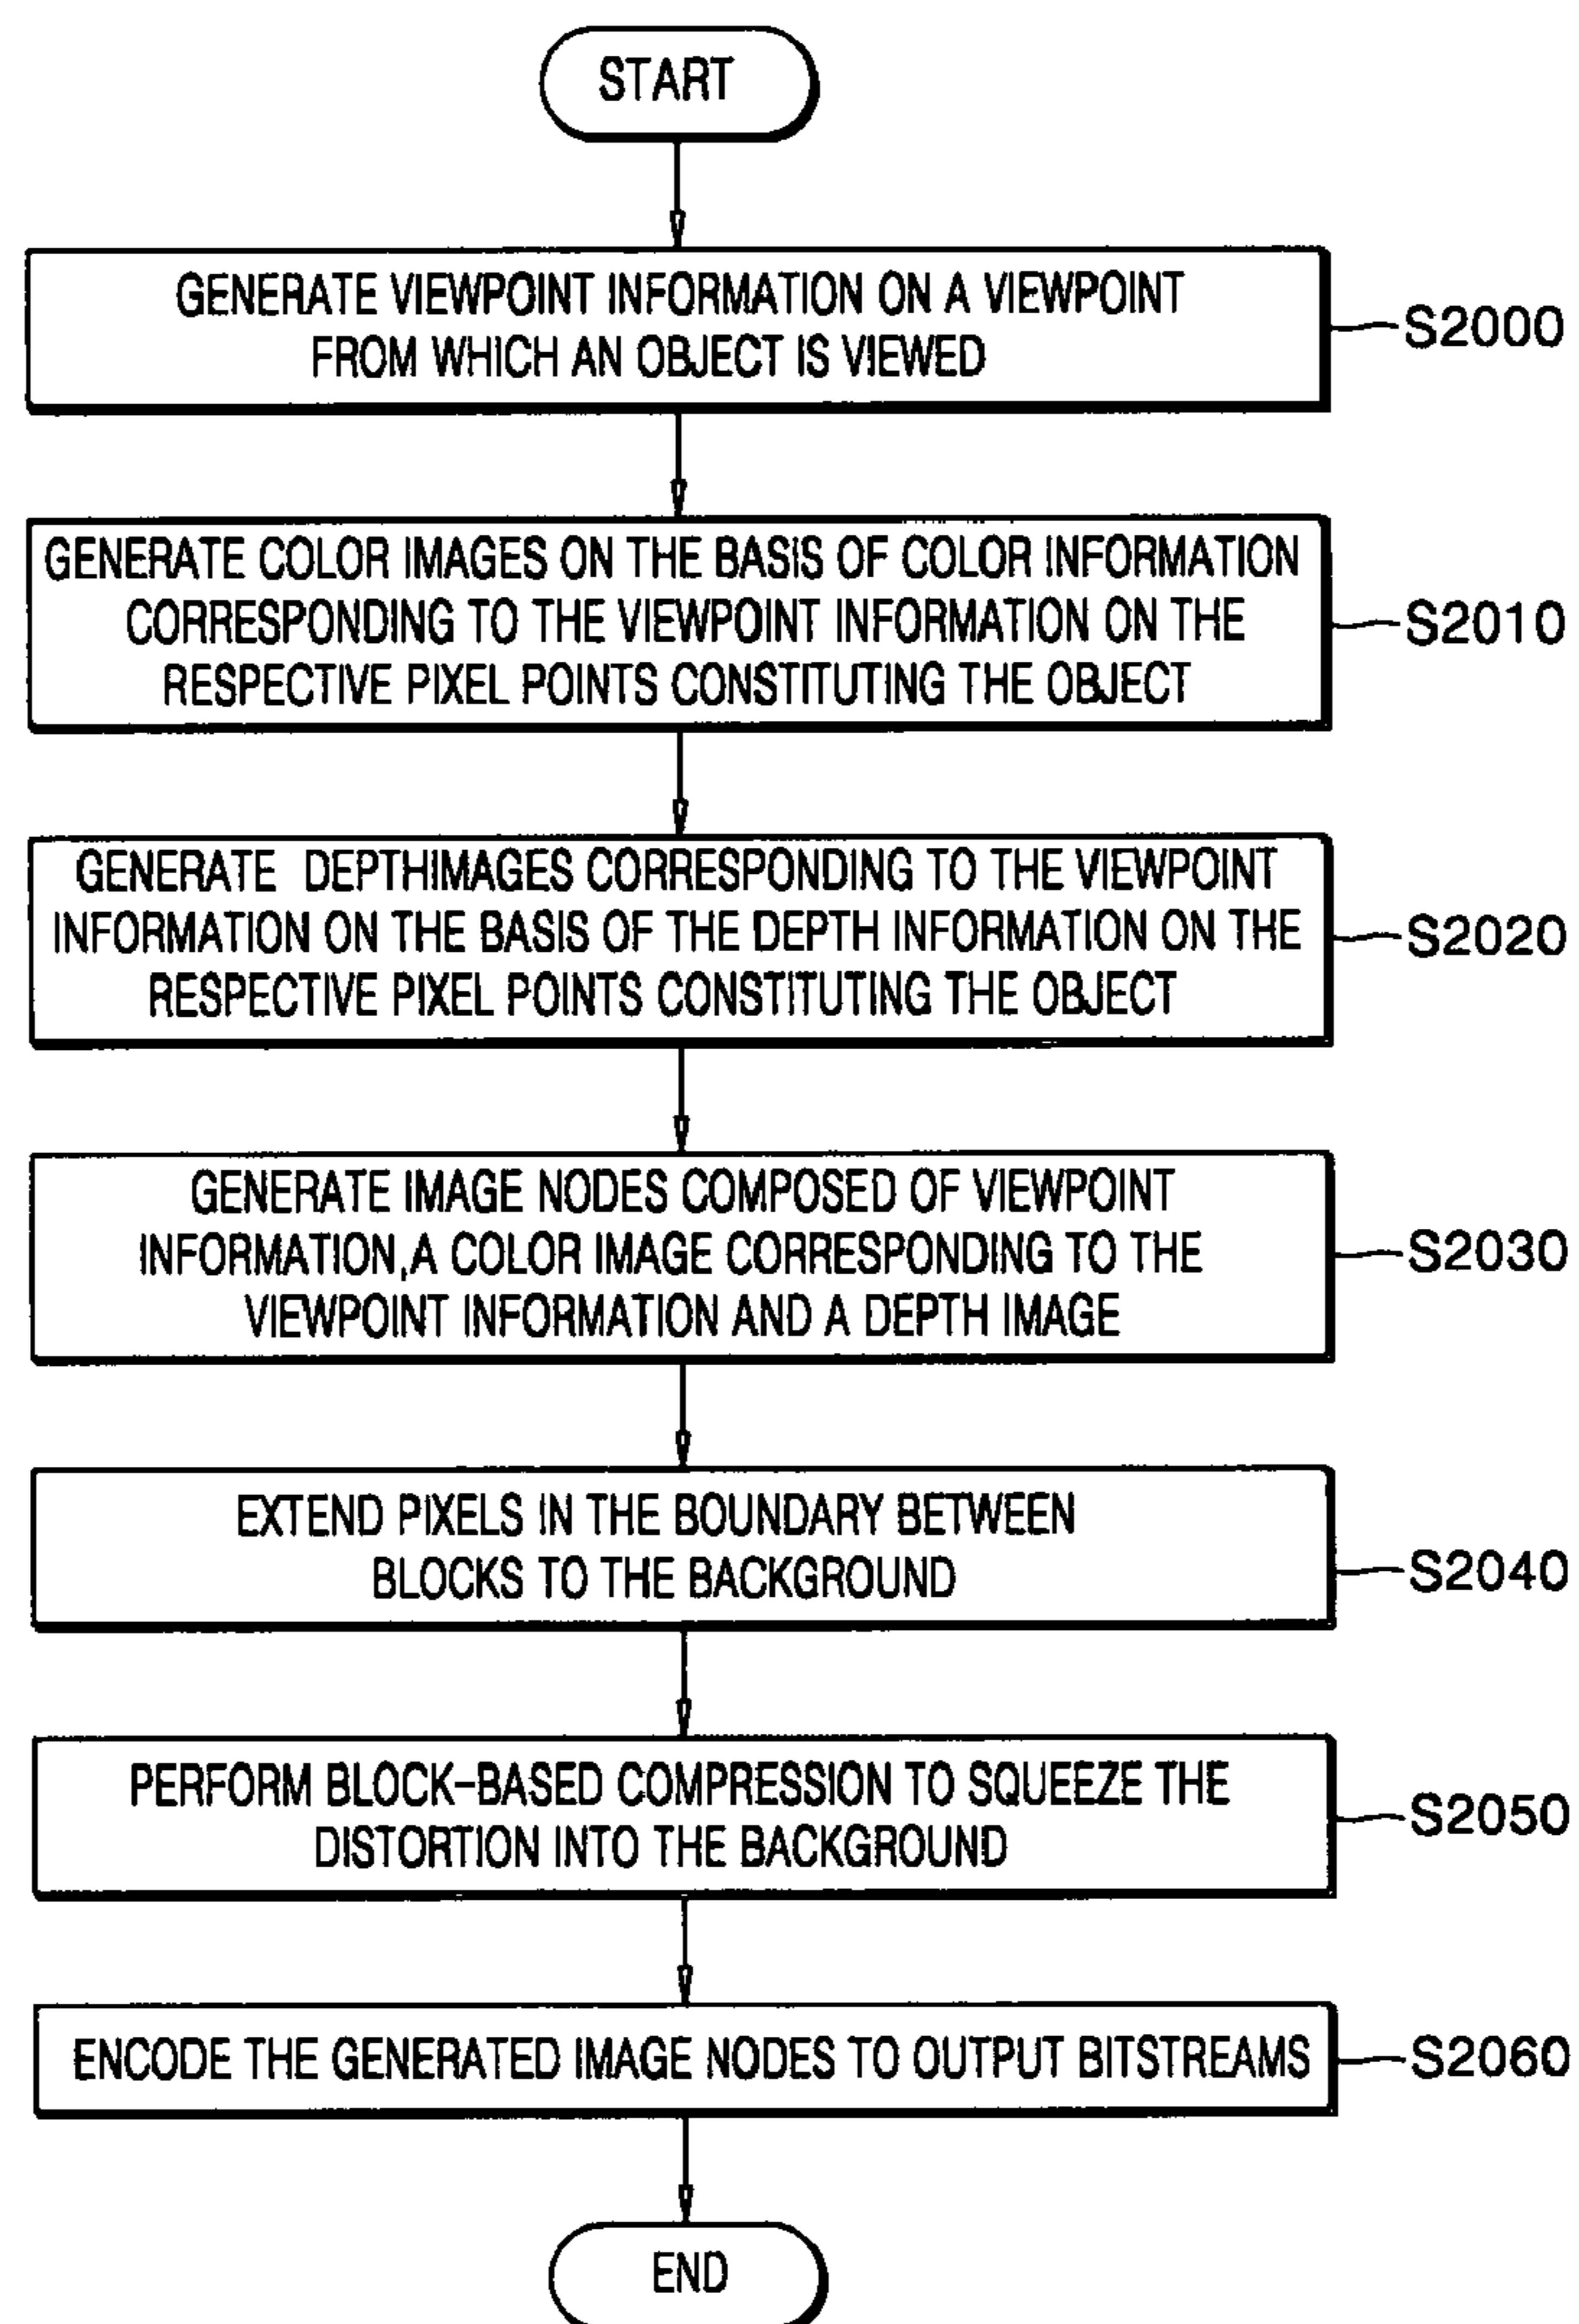 START
GENERATE VIEWPOINT INFORMATION ON A VIEWPOINT
FROM WHICH AN OBJECT IS VIEWED
S2000
GENERATE COLOR IMAGES ON THE BASIS OF COLOR INFORMATION
CORRESPONDING TO THE VIEWPOINT INFORMATION ON THE
RESPECTIVE PIXEL POINTS CONSTITUTING THE OBJECT
S2010
GENERATE DEPTHIMAGES CORRESPONDING TO THE VIEWPOINT
INFORMATION ON THE BASIS OF THE DEPTH INFORMATION ON THE
RESPECTIVE PIXEL POINTS CONSTITUTING THE OBJECT
S2020
GENERATE IMAGE NODES COMPOSED OF VIEWPOINT
INFORMATION,A COLOR IMAGE CORRESPONDING TO THE
VIEWPOINT INFORMATION AND A DEPTH IMAGE
S2030
EXTEND PIXELS IN THE BOUNDARY BETWEEN
BLOCKS TO THE BACKGROUND
S2040
PERFORM BLOCK-BASED COMPRESSION TO SQUEEZE THE
DISTORTION INTO THE BACKGROUND
S2050
ENCODE THE GENERATED IMAGE NODES TO OUTPUT BITSTREAMS
S2060
END